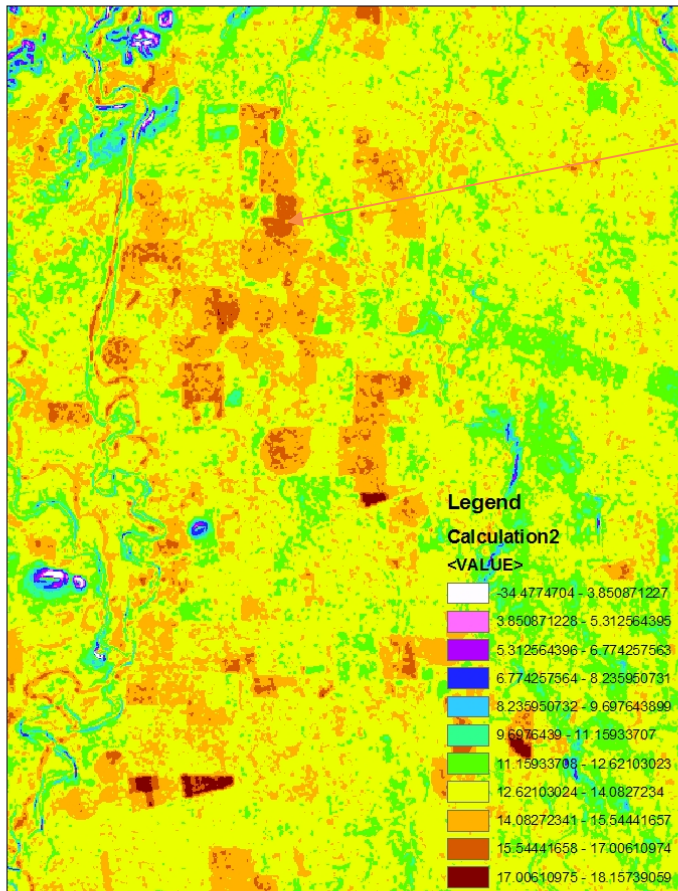 Legend
Calculation2
<VALUE>
-34.4774704 - 3.850871227
3.850871228 - 5.312564395
5.312564396 - 6.774257563
6.774257564 - 8.235950731
8.235950732 - 9.697643899
9.6976439 - 11.15933707
11.15933708 - 12.62103023
12.62103024 - 14.0827234
14.08272341 - 15.54441657
15.54441658 - 17.00610974
17.00610975 - 18.15739059